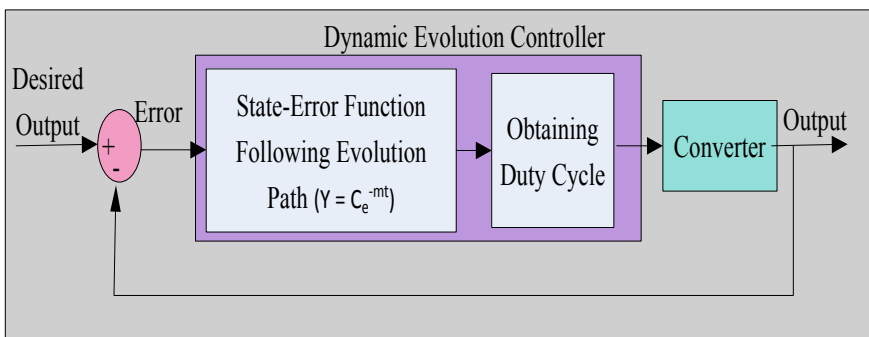 Dynamic Evolution Controller
Desired
Output
+
-
Error
State-Error Function
Following Evolution
Path (Y = Ce^-mt)
Obtaining
Duty Cycle
Converter
Output